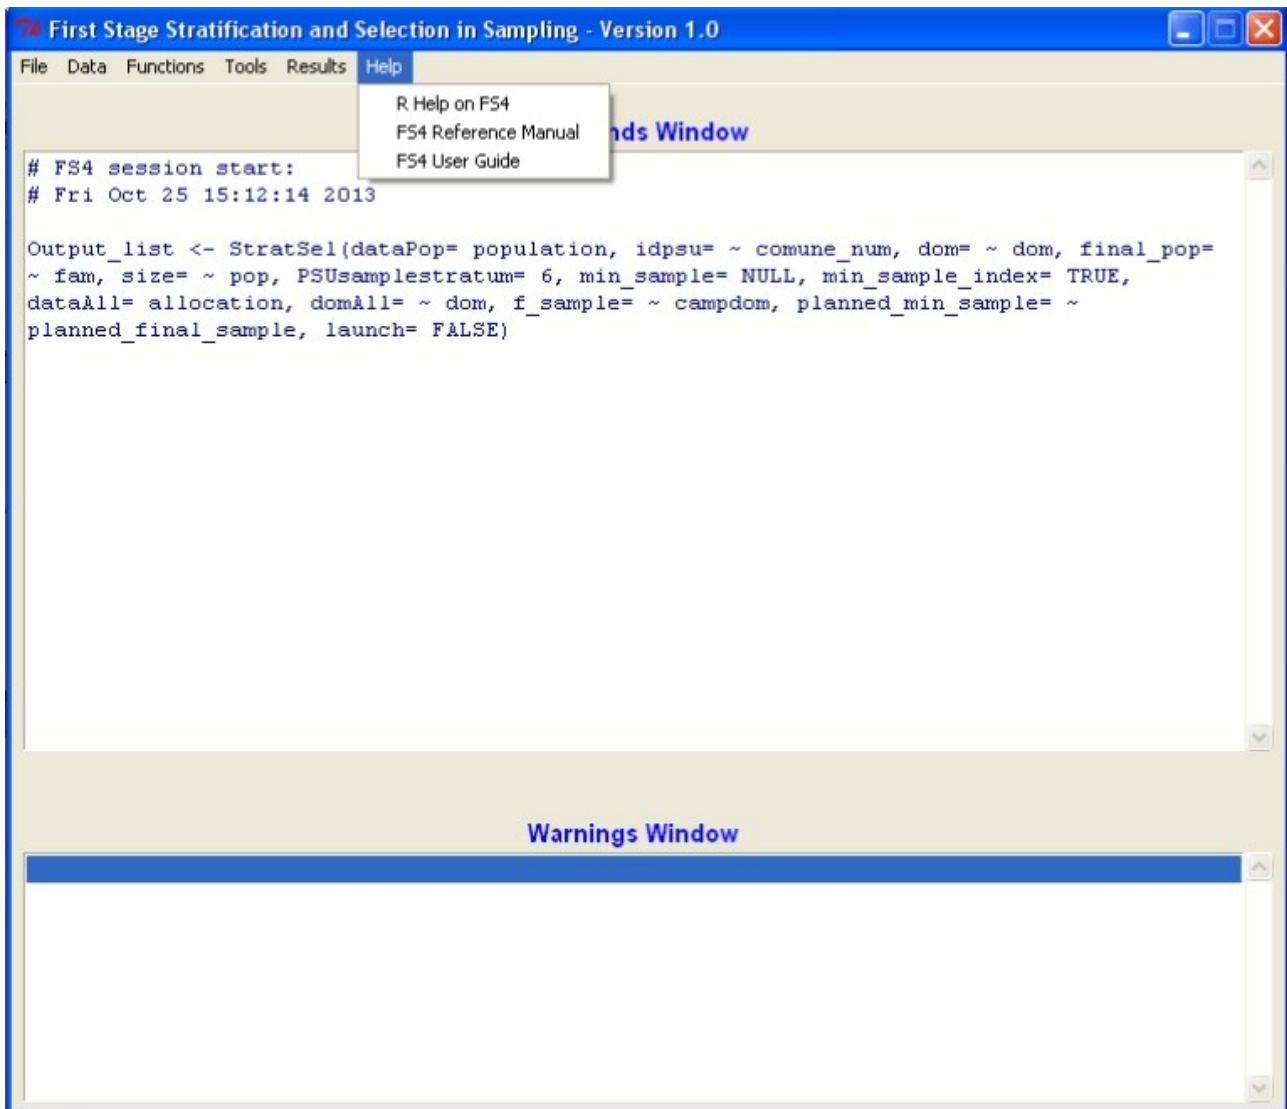 First Stage Stratification and Selection in Sampling - Version 1.0
File Data Functions Tools Results Help
R Help on FS4
FS4 Reference Manual
FS4 User Guide
Window
# FS4 session start:
# Fri Oct 25 15:12:14 2013
Output_list <- StratSel(dataPop= population, idpsu= ~ comune_num, dom= ~ dom, final_pop=
~ fam, size= ~ pop, PSUsamplestratum= 6, min_sample= NULL, min_sample_index= TRUE,
dataAll= allocation, domAll= ~ dom, f_sample= ~ campdom, planned_min_sample= ~
planned_final_sample, launch= FALSE)
Warnings Window